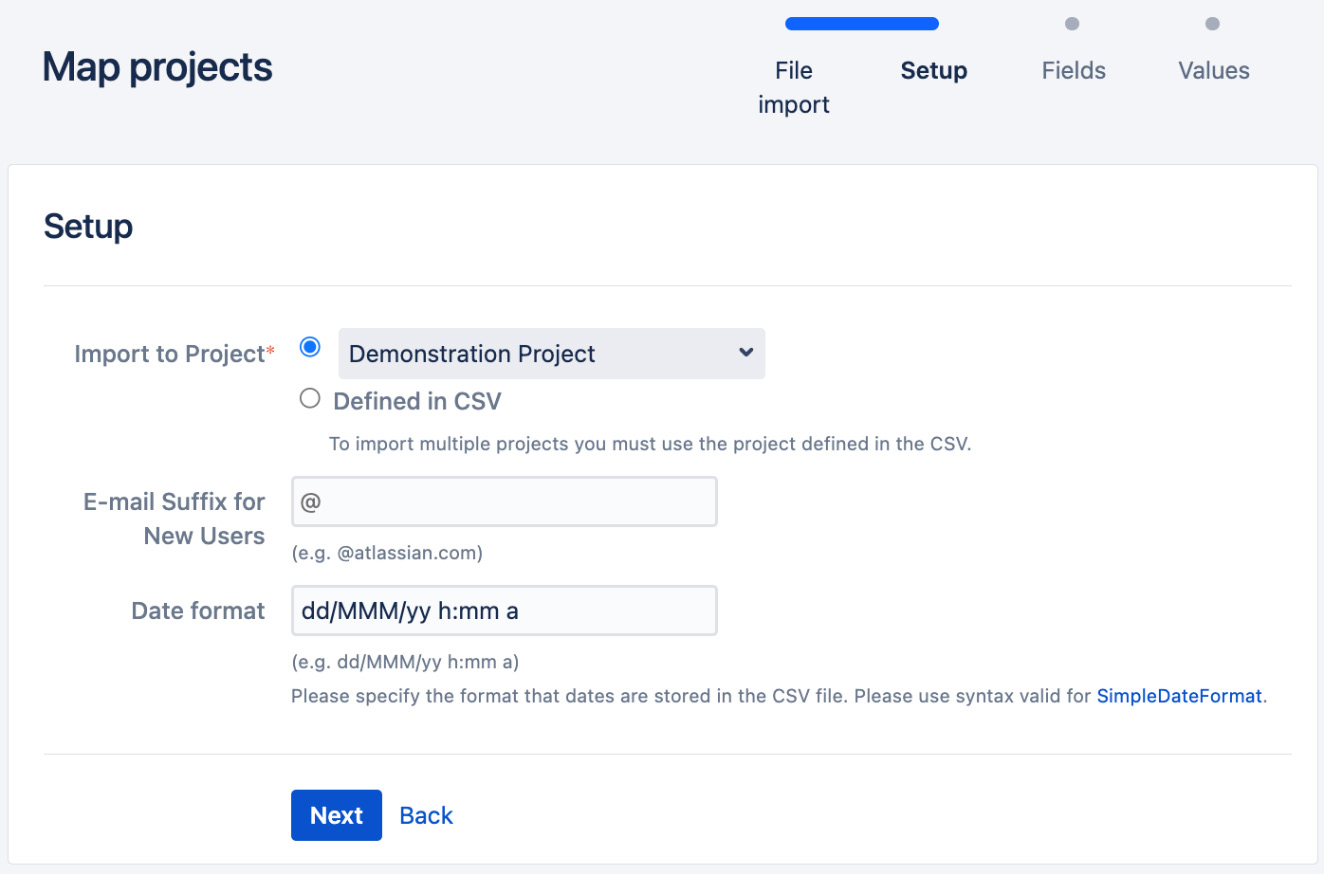 Map projects
File
import
Setup
Fields
Values
Setup
Import to Project*
Demonstration Project
Defined in CSV
To import multiple projects you must use the project defined in the CSV.
E-mail Suffix for
New Users
@
(e.g. @atlassian.com)
Date format
dd/MMM/yy h:mm a
(e.g. dd/MMM/yy h:mm a)
Please specify the format that dates are stored in the CSV file. Please use syntax valid for SimpleDateFormat.
Next
Back